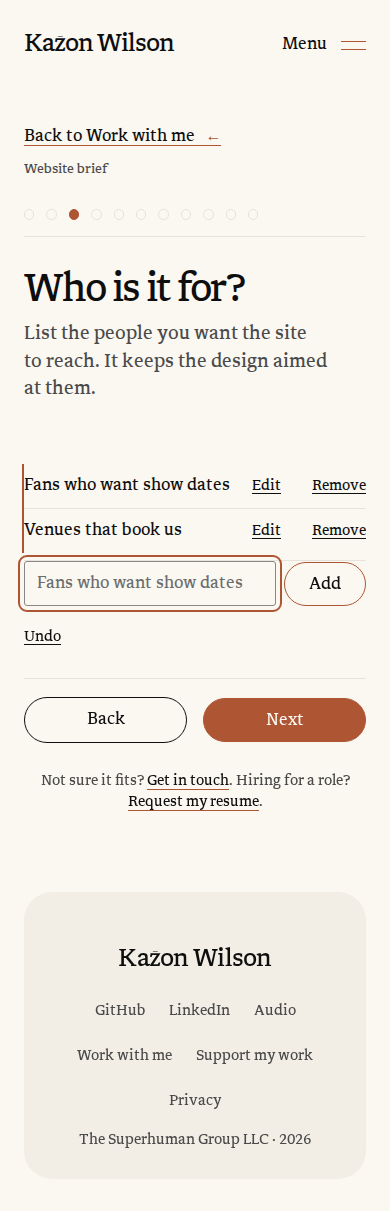 Każon Wilson
Menu
Back to Work with me ←
Website brief
Who is it for?
List the people you want the site
to reach. It keeps the design aimed
at them.
Fans who want show dates Edit Remove
Venues that book us Edit Remove
Fans who want show dates Add
Undo
Back Next
Not sure it fits? Get in touch. Hiring for a role?
Request my resume.
Każon Wilson
GitHub LinkedIn Audio
Work with me Support my work
Privacy
The Superhuman Group LLC · 2026